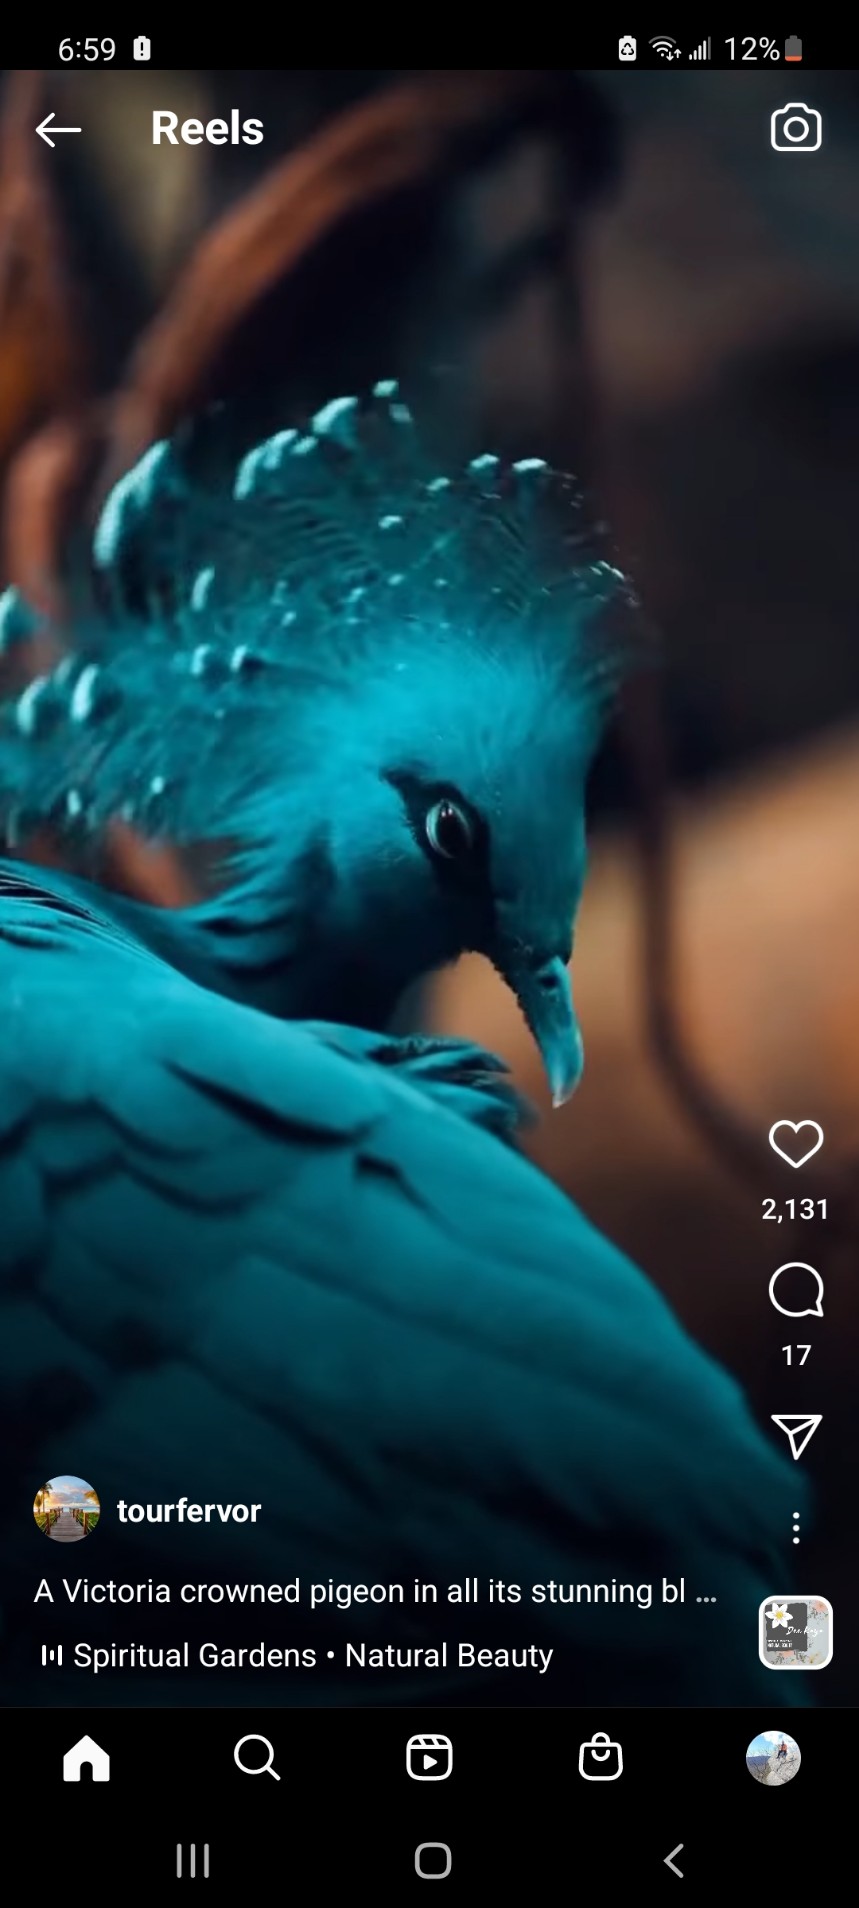 6:59
12%
Reels
2,131
17
tourfervor
A Victoria crowned pigeon in all its stunning bl ...
Spiritual Gardens • Natural Beauty